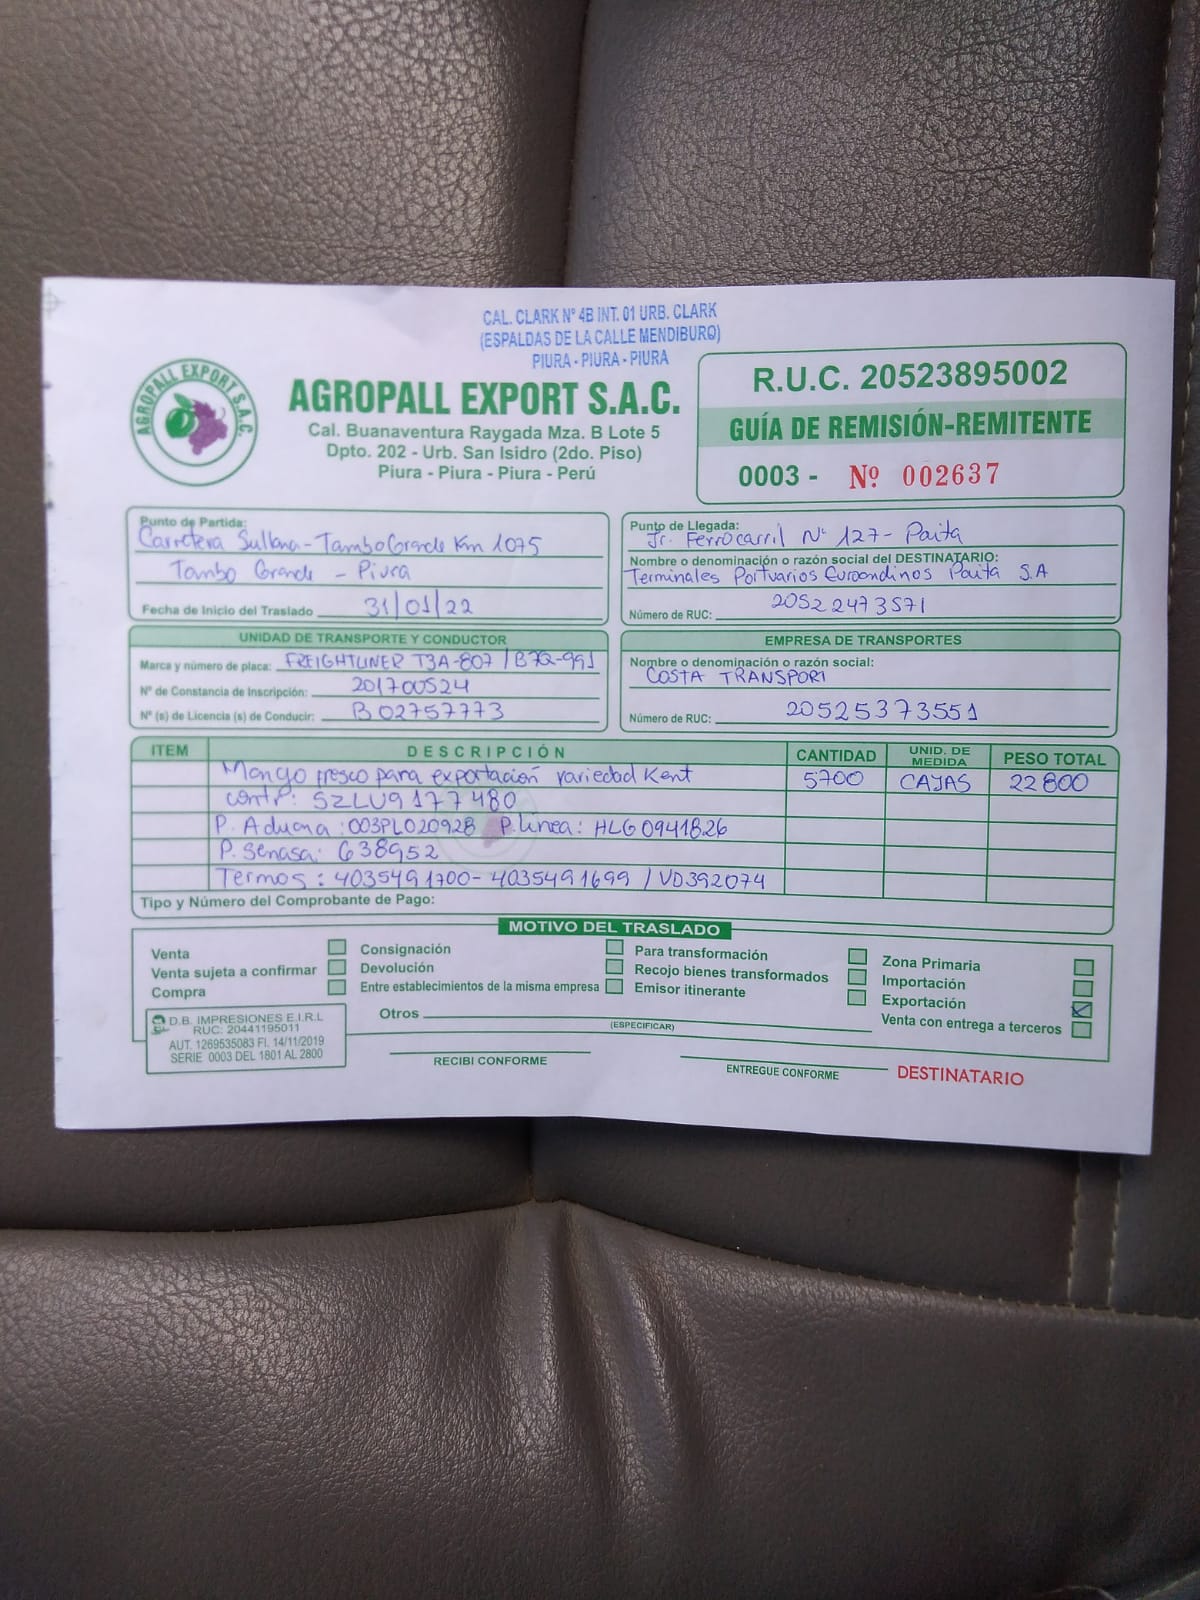 CAL. CLARK Nº 4B INT. 01 URB. CLARK
(ESPALDAS DE LA CALLE MENDIBURO)
PIURA - PIURA - PIURA
AGROPALL EXPORT S.A.C.
AGROPALL EXPORT S.A.C.
Cal. Buanaventura Raygada Mza. B Lote 5
Dpto. 202 - Urb. San Isidro (2do. Piso)
Piura - Piura - Piura - Perú
R.U.C. 20523895002
GUÍA DE REMISIÓN-REMITENTE
0003 - Nº 002637
Punto de Partida:
Carretera Sullana-TamboGrande Km 1075
Tambo Grande - Piura
Fecha de Inicio del Traslado 31/01/22
Punto de Llegada:
Jr. Ferrocarril Nº 127 - Paita
Nombre o denominación o razón social del DESTINATARIO:
Terminales Portuarios Euroandinos Paita S.A
Número de RUC: 20522473571
UNIDAD DE TRANSPORTE Y CONDUCTOR
Marca y número de placa: FREIGHTLINER T3A-807 / B7Q-991
Nº de Constancia de Inscripción: 201700524
Nº (s) de Licencia (s) de Conducir: B02757773
EMPRESA DE TRANSPORTES
Nombre o denominación o razón social:
COSTA TRANSPORT
Número de RUC: 20525373551
ITEM DESCRIPCIÓN CANTIDAD UNID. DE MEDIDA PESO TOTAL
Mango fresco para exportación variedad Kent 5700 CAJAS 22800
contr: SZLU9177480
P. Aduana: 003PL020928 P. Linea: HLG0941826
P. Senasa: 638952
Termos: 4035491700- 4035491699 / VD392074
Tipo y Número del Comprobante de Pago:
MOTIVO DEL TRASLADO
Venta
Venta sujeta a confirmar
Compra
Consignación
Devolución
Entre establecimientos de la misma empresa
Para transformación
Recojo bienes transformados
Emisor itinerante
Zona Primaria
Importación
Exportación
Venta con entrega a terceros
Otros
(ESPECIFICAR)
D.B. IMPRESIONES E.I.R.L
RUC: 20441195011
AUT. 1269535083 FI. 14/11/2019
SERIE 0003 DEL 1801 AL 2800
RECIBI CONFORME
ENTREGUE CONFORME
DESTINATARIO